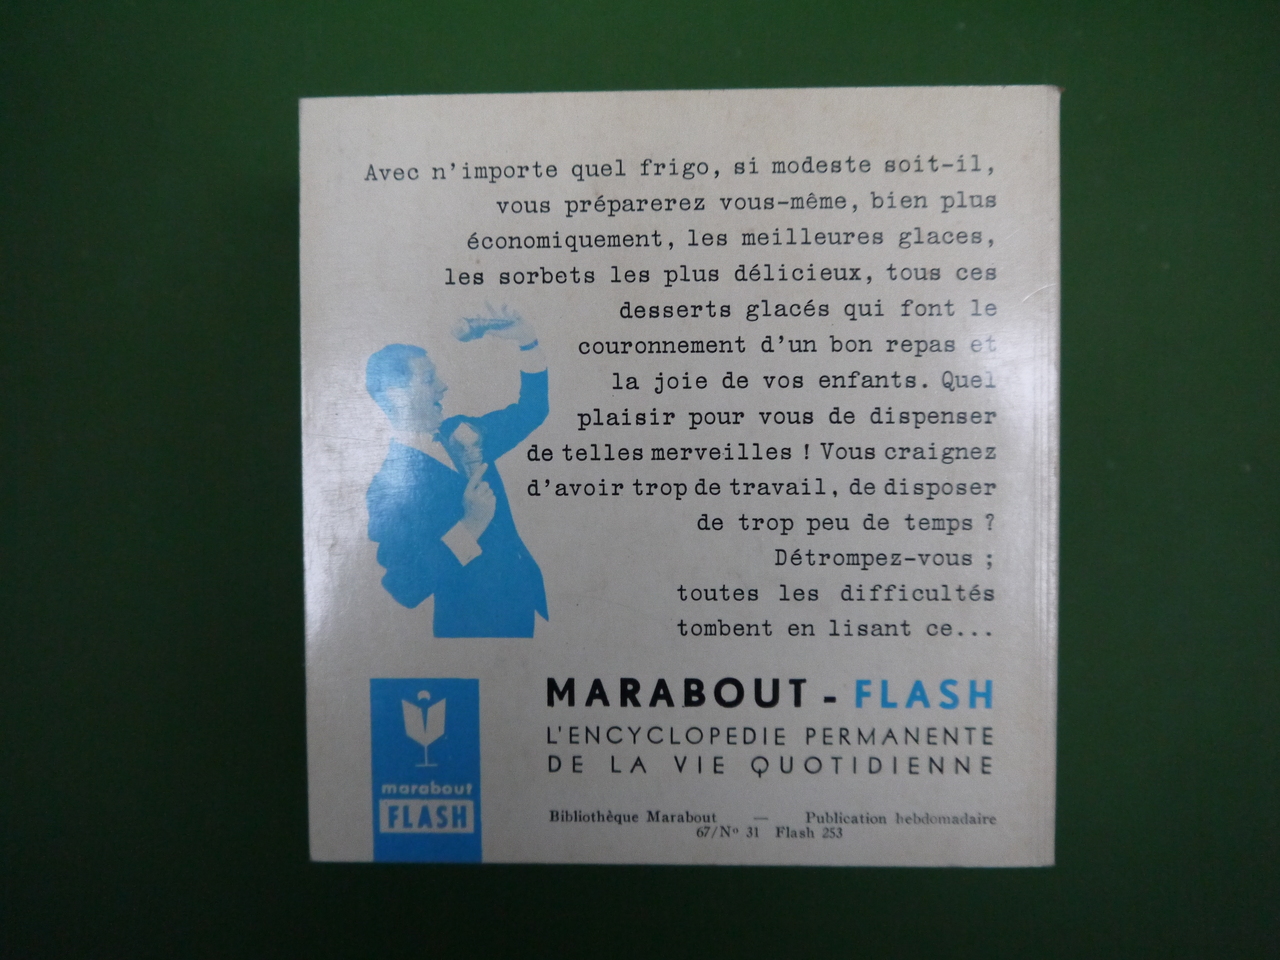 Avec n'importe quel frigo, si modeste soit-il,
vous préparerez vous-même, bien plus
économiquement, les meilleures glaces,
les sorbets les plus délicieux, tous ces
desserts glacés qui font le
couronnement d'un bon repas et
la joie de vos enfants. Quel
plaisir pour vous de dispenser
de telles merveilles ! Vous craignez
d'avoir trop de travail, de disposer
de trop peu de temps ?
Détrompez-vous ;
toutes les difficultés
tombent en lisant ce...
MARABOUT - FLASH
L'ENCYCLOPEDIE PERMANENTE
DE LA VIE QUOTIDIENNE
marabout
FLASH
Bibliothèque Marabout — Publication hebdomadaire
67/Nº 31 Flash 253